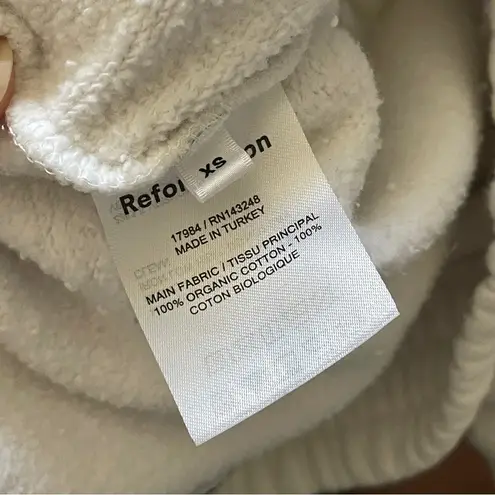 Refor on
XS
17984 / RN143248
MADE IN TURKEY
MAIN FABRIC / TISSU PRINCIPAL
100% ORGANIC COTTON - 100%
COTON BIOLOGIQUE